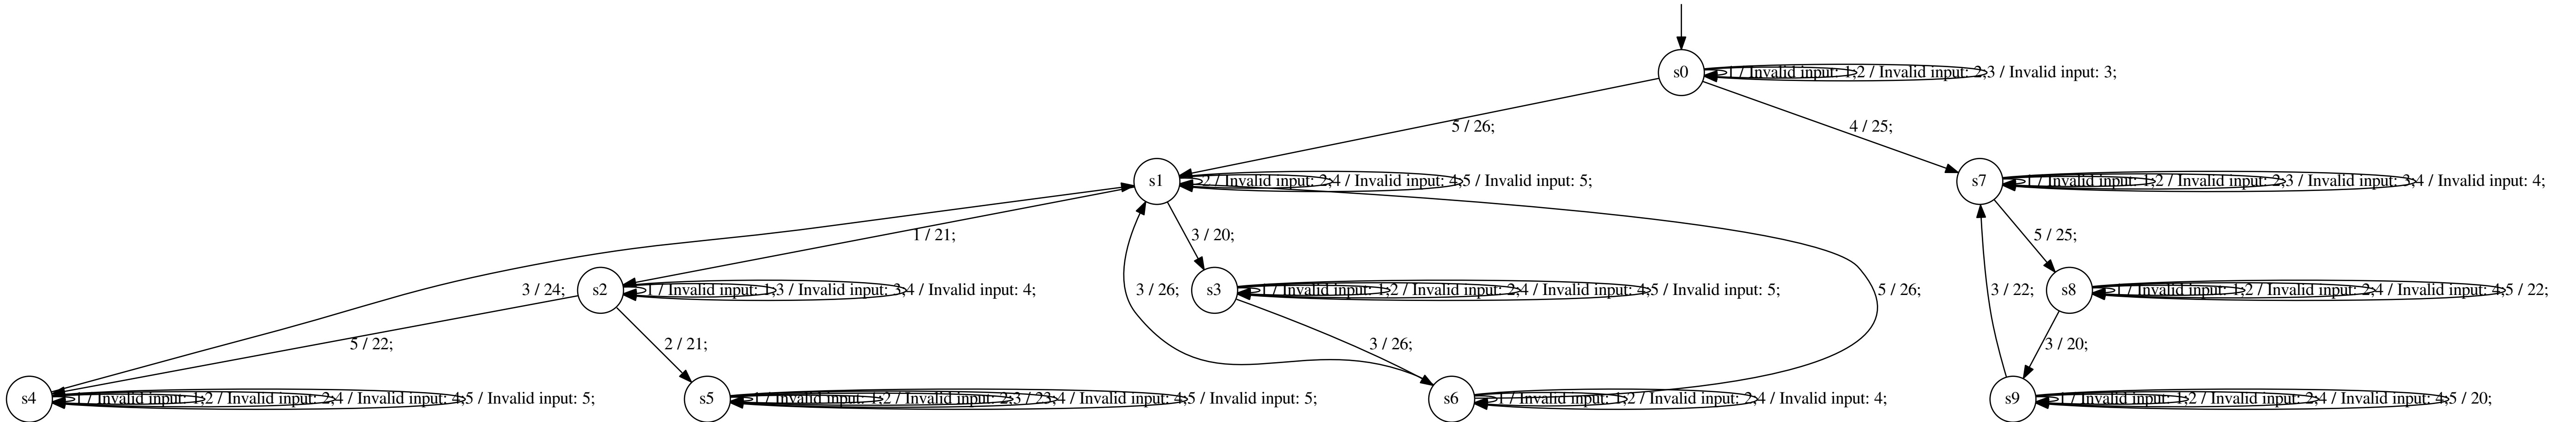 s0
1 / Invalid input: 1;
2 / Invalid input: 2;
3 / Invalid input: 3;
5 / 26;
4 / 25;
s1
2 / Invalid input: 2;
4 / Invalid input: 4;
5 / Invalid input: 5;
s7
1 / Invalid input: 1;
2 / Invalid input: 2;
3 / Invalid input: 3;
4 / Invalid input: 4;
1 / 21;
3 / 20;
5 / 25;
3 / 24;
s2
1 / Invalid input: 1;
3 / Invalid input: 3;
4 / Invalid input: 4;
3 / 26;
s3
1 / Invalid input: 1;
2 / Invalid input: 2;
4 / Invalid input: 4;
5 / Invalid input: 5;
5 / 26;
3 / 22;
s8
1 / Invalid input: 1;
2 / Invalid input: 2;
4 / Invalid input: 4;
5 / 22;
5 / 22;
2 / 21;
3 / 26;
3 / 20;
s4
1 / Invalid input: 1;
2 / Invalid input: 2;
4 / Invalid input: 4;
5 / Invalid input: 5;
s5
1 / Invalid input: 1;
2 / Invalid input: 2;
3 / 23;
4 / Invalid input: 4;
5 / Invalid input: 5;
s6
1 / Invalid input: 1;
2 / Invalid input: 2;
4 / Invalid input: 4;
s9
1 / Invalid input: 1;
2 / Invalid input: 2;
4 / Invalid input: 4;
5 / 20;